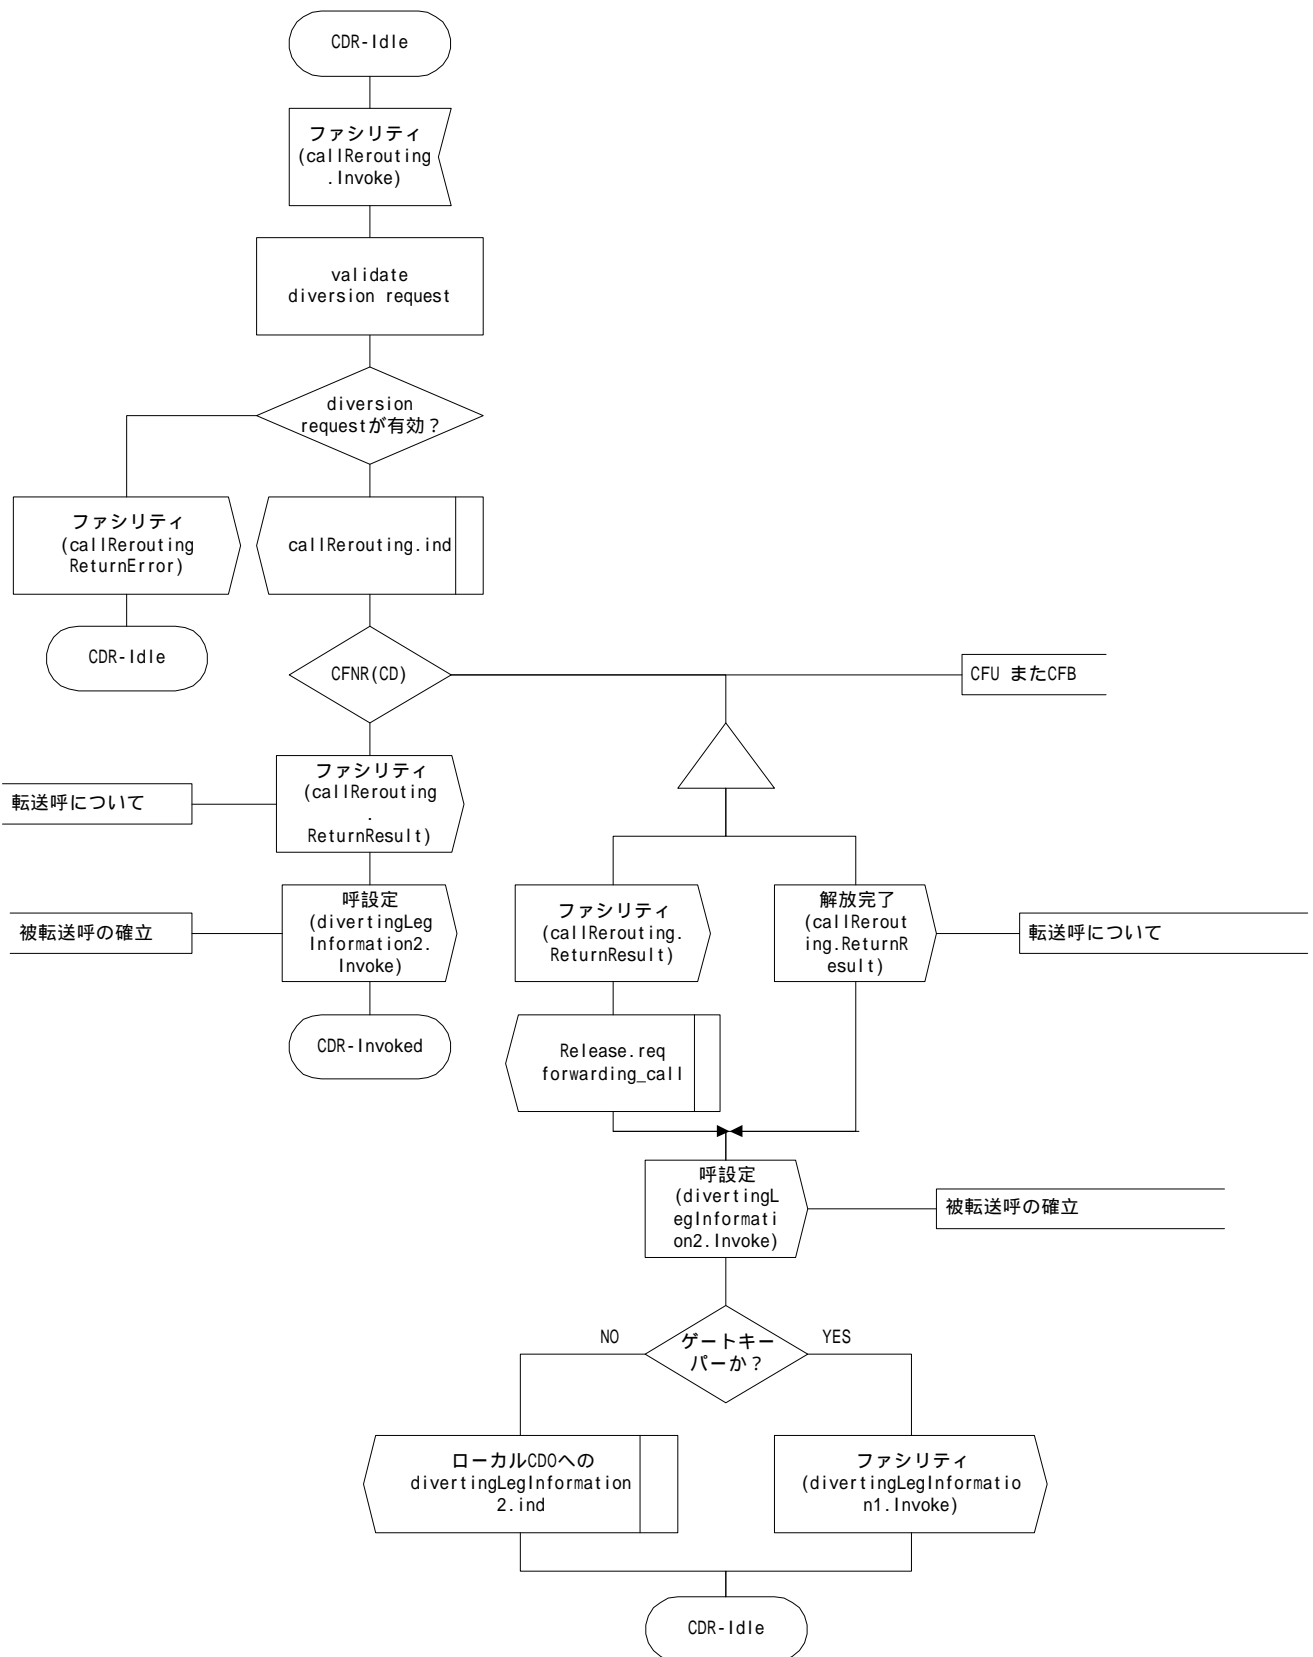 CDR-Idle
ファシリティ
(callRerouting
.Invoke)
validate
diversion request
diversion
requestが有効？
ファシリティ
(callRerouting
ReturnError)
callRerouting.ind
CDR-Idle
CFNR(CD)
CFU またCFB
ファシリティ
(callRerouting
.
ReturnResult)
転送呼について
呼設定
(divertingLeg
Information2.
Invoke)
被転送呼の確立
ファシリティ
(callRerouting.
ReturnResult)
解放完了
(callRerout
ing.ReturnR
esult)
転送呼について
CDR-Invoked
Release.req
forwarding_call
呼設定
(divertingL
egInformati
on2.Invoke)
被転送呼の確立
NO
ゲートキー
パーか？
YES
ローカルCDOへの
divertingLegInformation
2.ind
ファシリティ
(divertingLegInformatio
n1.Invoke)
CDR-Idle